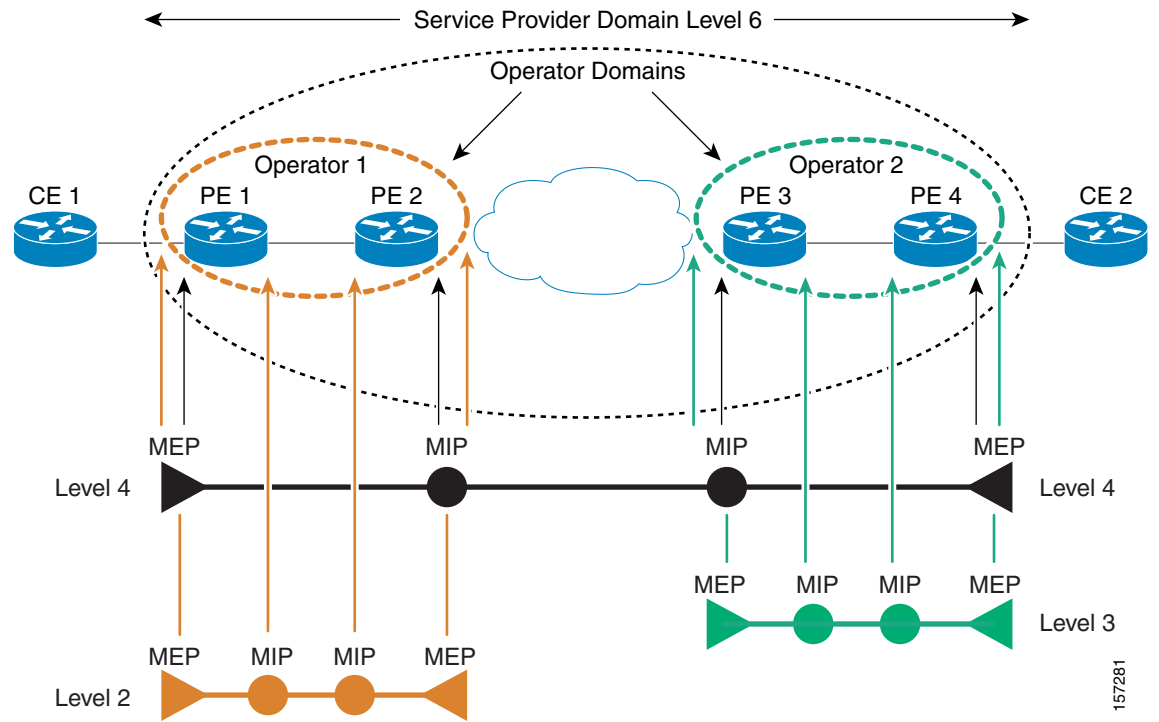 Service Provider Domain Level 6
Operator Domains
Operator 1
Operator 2
CE 1
PE 1
PE 2
PE 3
PE 4
CE 2
MEP
MIP
MIP
MEP
Level 4
Level 4
MEP
MIP
MIP
MEP
Level 3
MEP
MIP
MIP
MEP
Level 2
157281